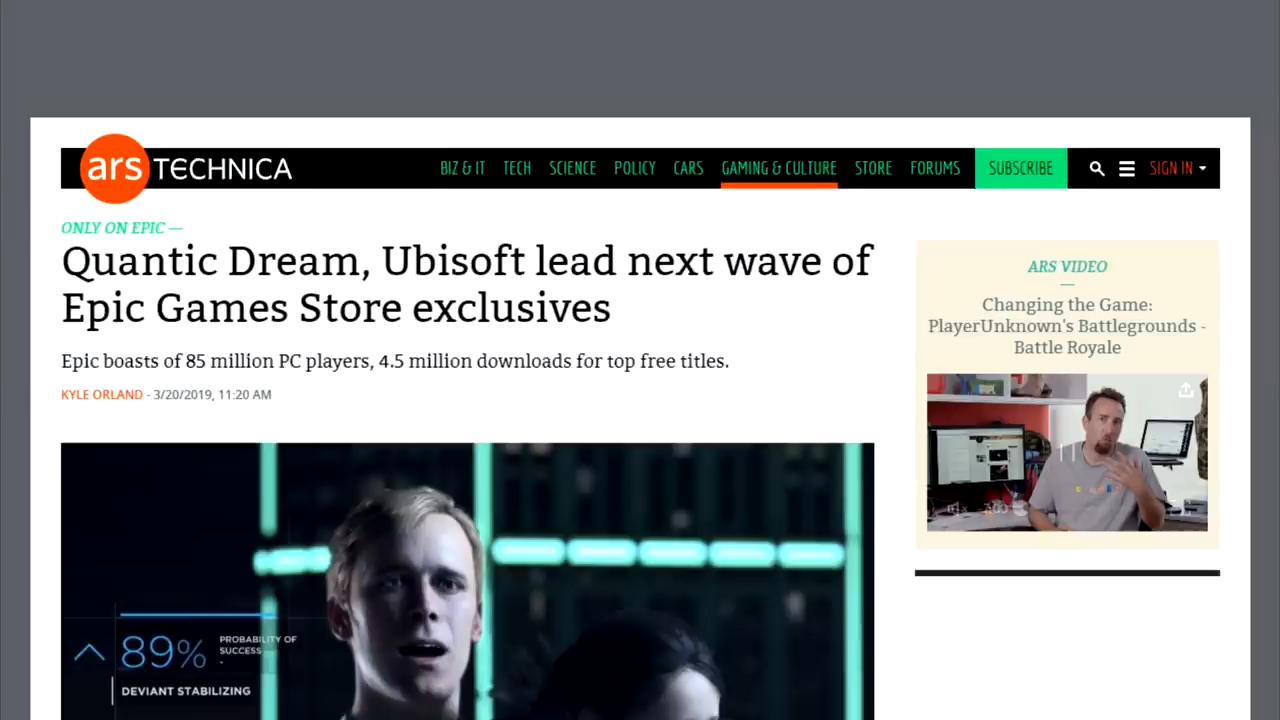 ars TECHNICA
BIZ & IT TECH SCIENCE POLICY CARS GAMING & CULTURE STORE FORUMS SUBSCRIBE SIGN IN
ONLY ON EPIC —
Quantic Dream, Ubisoft lead next wave of
Epic Games Store exclusives
Epic boasts of 85 million PC players, 4.5 million downloads for top free titles.
KYLE ORLAND - 3/20/2019, 11:20 AM
ARS VIDEO
Changing the Game:
PlayerUnknown's Battlegrounds -
Battle Royale
89%
PROBABILITY OF
SUCCESS
DEVIANT STABILIZING